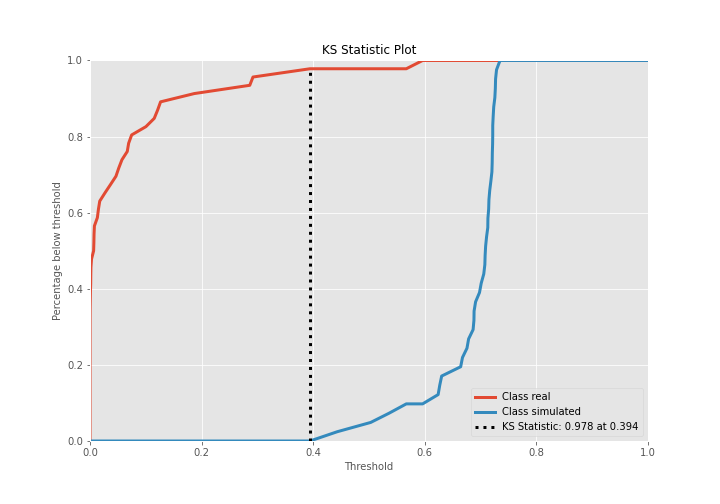 KS Statistic Plot
1.0
0.8
0.6
0.4
0.2
0.0
Percentage below threshold
Class real
Class simulated
KS Statistic: 0.978 at 0.394
0.0 0.2 0.4 0.6 0.8 1.0
Threshold